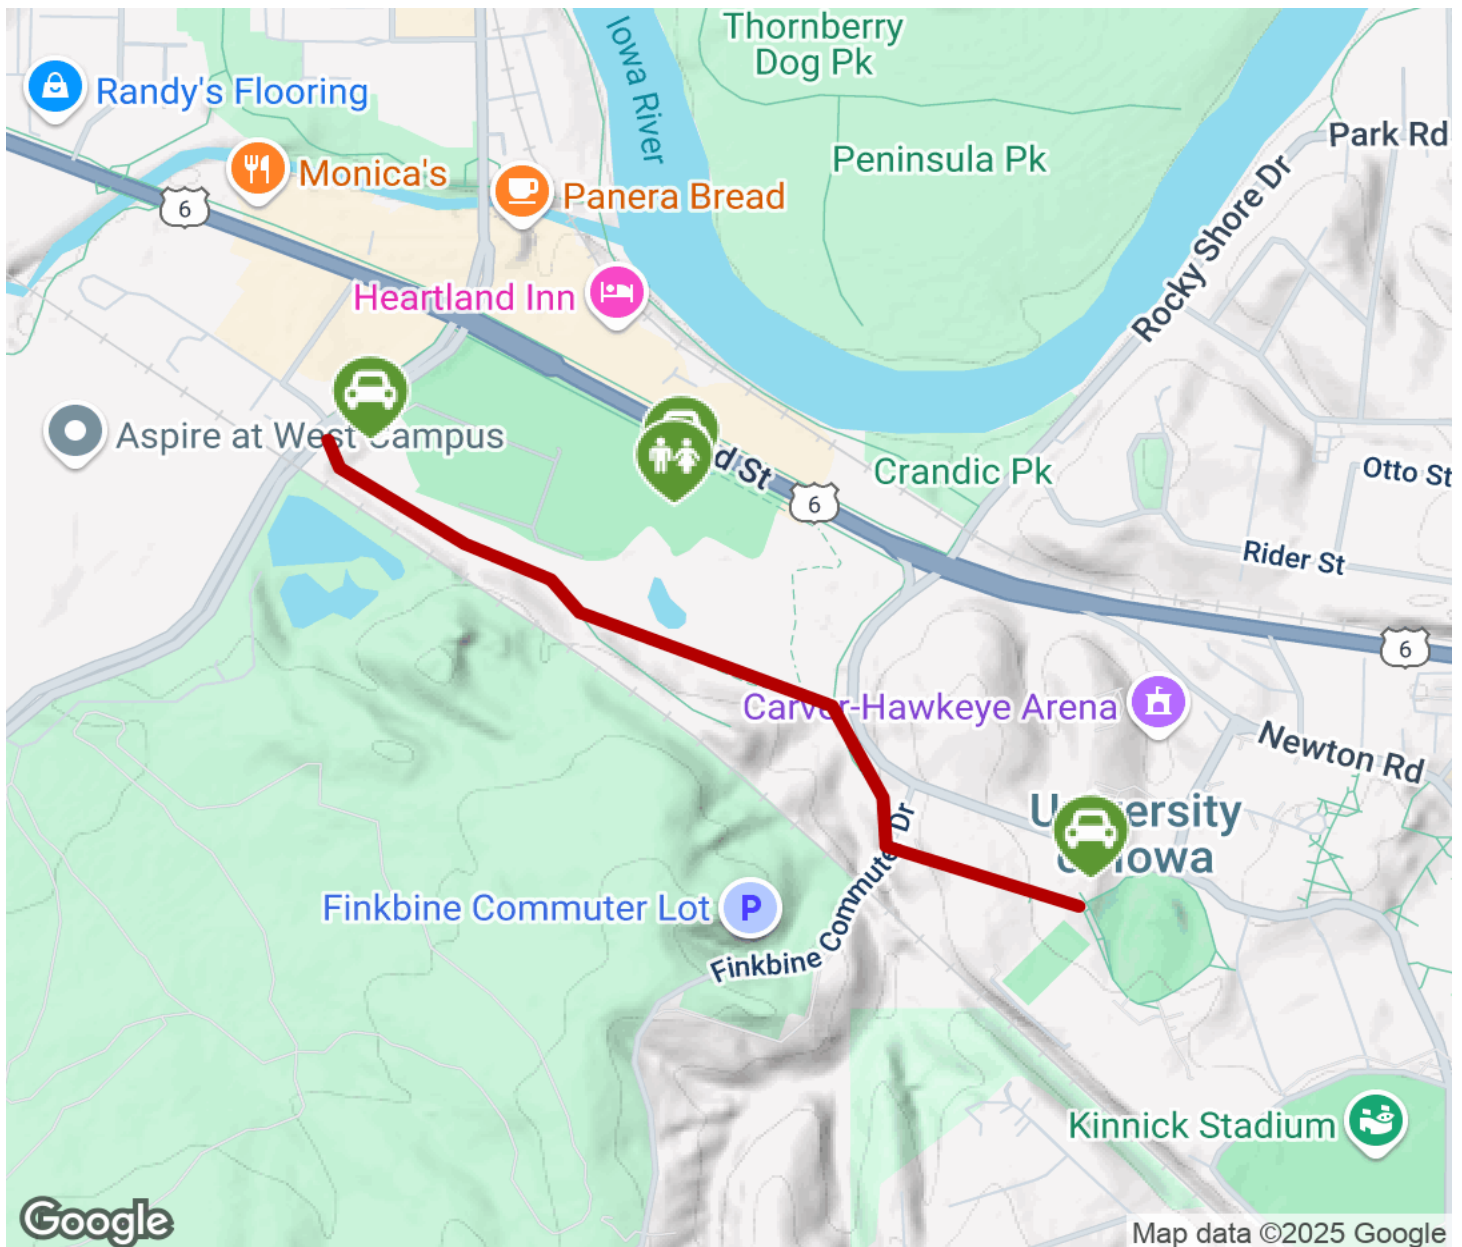 Thornberry
Dog Pk
Iowa River
Randy's Flooring
Park Rd
Peninsula Pk
Monica's
Panera Bread
6
Rocky Shore Dr
Heartland Inn
Aspire at West Campus
d St
Crandic Pk
Otto St
6
Rider St
6
Carver-Hawkeye Arena
Newton Rd
University
of Iowa
Finkbine Commuter Lot
P
Finkbine Commuter Dr
Kinnick Stadium
Google
Map data ©2025 Google